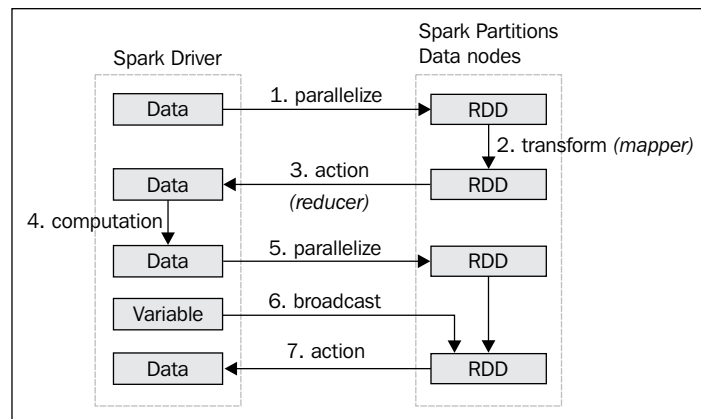 Spark Driver
Spark Partitions
Data nodes
Data
1. parallelize
RDD
2. transform (mapper)
Data
3. action
(reducer)
RDD
4. computation
Data
5. parallelize
RDD
Variable
6. broadcast
Data
7. action
RDD